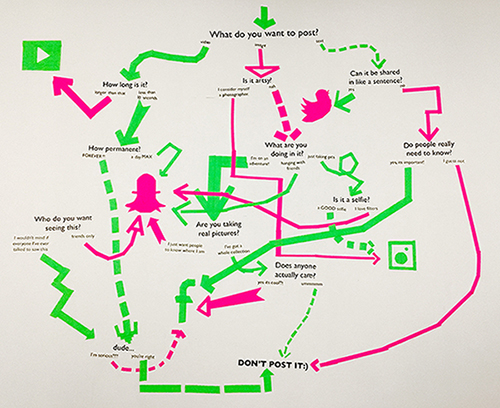 What do you want to post?
video
image
text
How long is it?
longer than that
less than
10 seconds
Is it artsy?
I consider myself
a photographer
nah
Can it be shared
in like a sentence?
yes
no
How permanent?
FOREVER!!
a day MAX
What are you
doing in it?
I'm on an
adventure!
hanging with
friends
just taking pics
Do people really
need to know?
yes, its important!
I guess not
Is it a selfie?
a GOOD selfie
I love filters
Who do you want
seeing this?
I wouldn't mind if
everyone I've ever
talked to saw this
friends only
I just want people
to know where I am
Are you taking
real pictures?
I've got a
whole collection
Does anyone
actually care?
yes its cool??
ummmmm
dude...
I'm serious???
you're right
DON'T POST IT:)